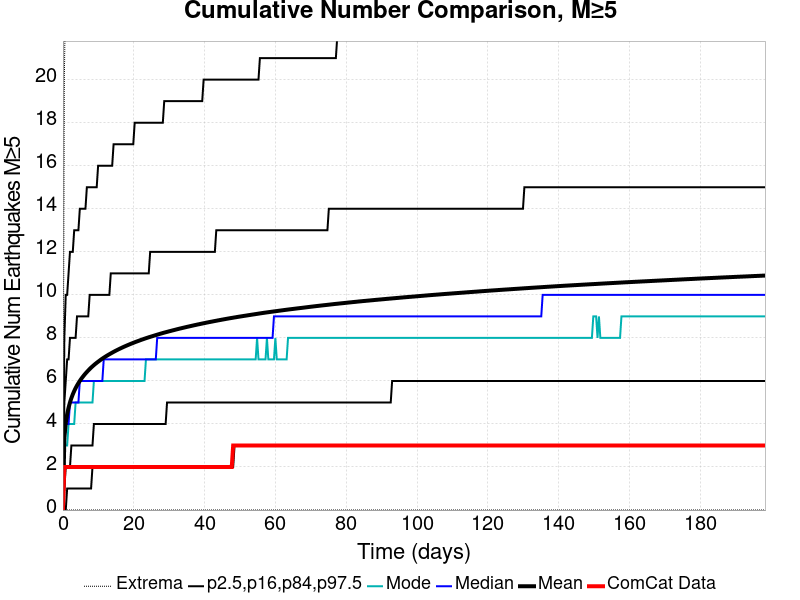 Cumulative Number Comparison, M≥5
Cumulative Num Earthquakes M≥5
20
18
16
14
12
10
8
6
4
2
0
0 20 40 60 80 100 120 140 160 180
Time (days)
Extrema p2.5,p16,p84,p97.5 Mode Median Mean ComCat Data